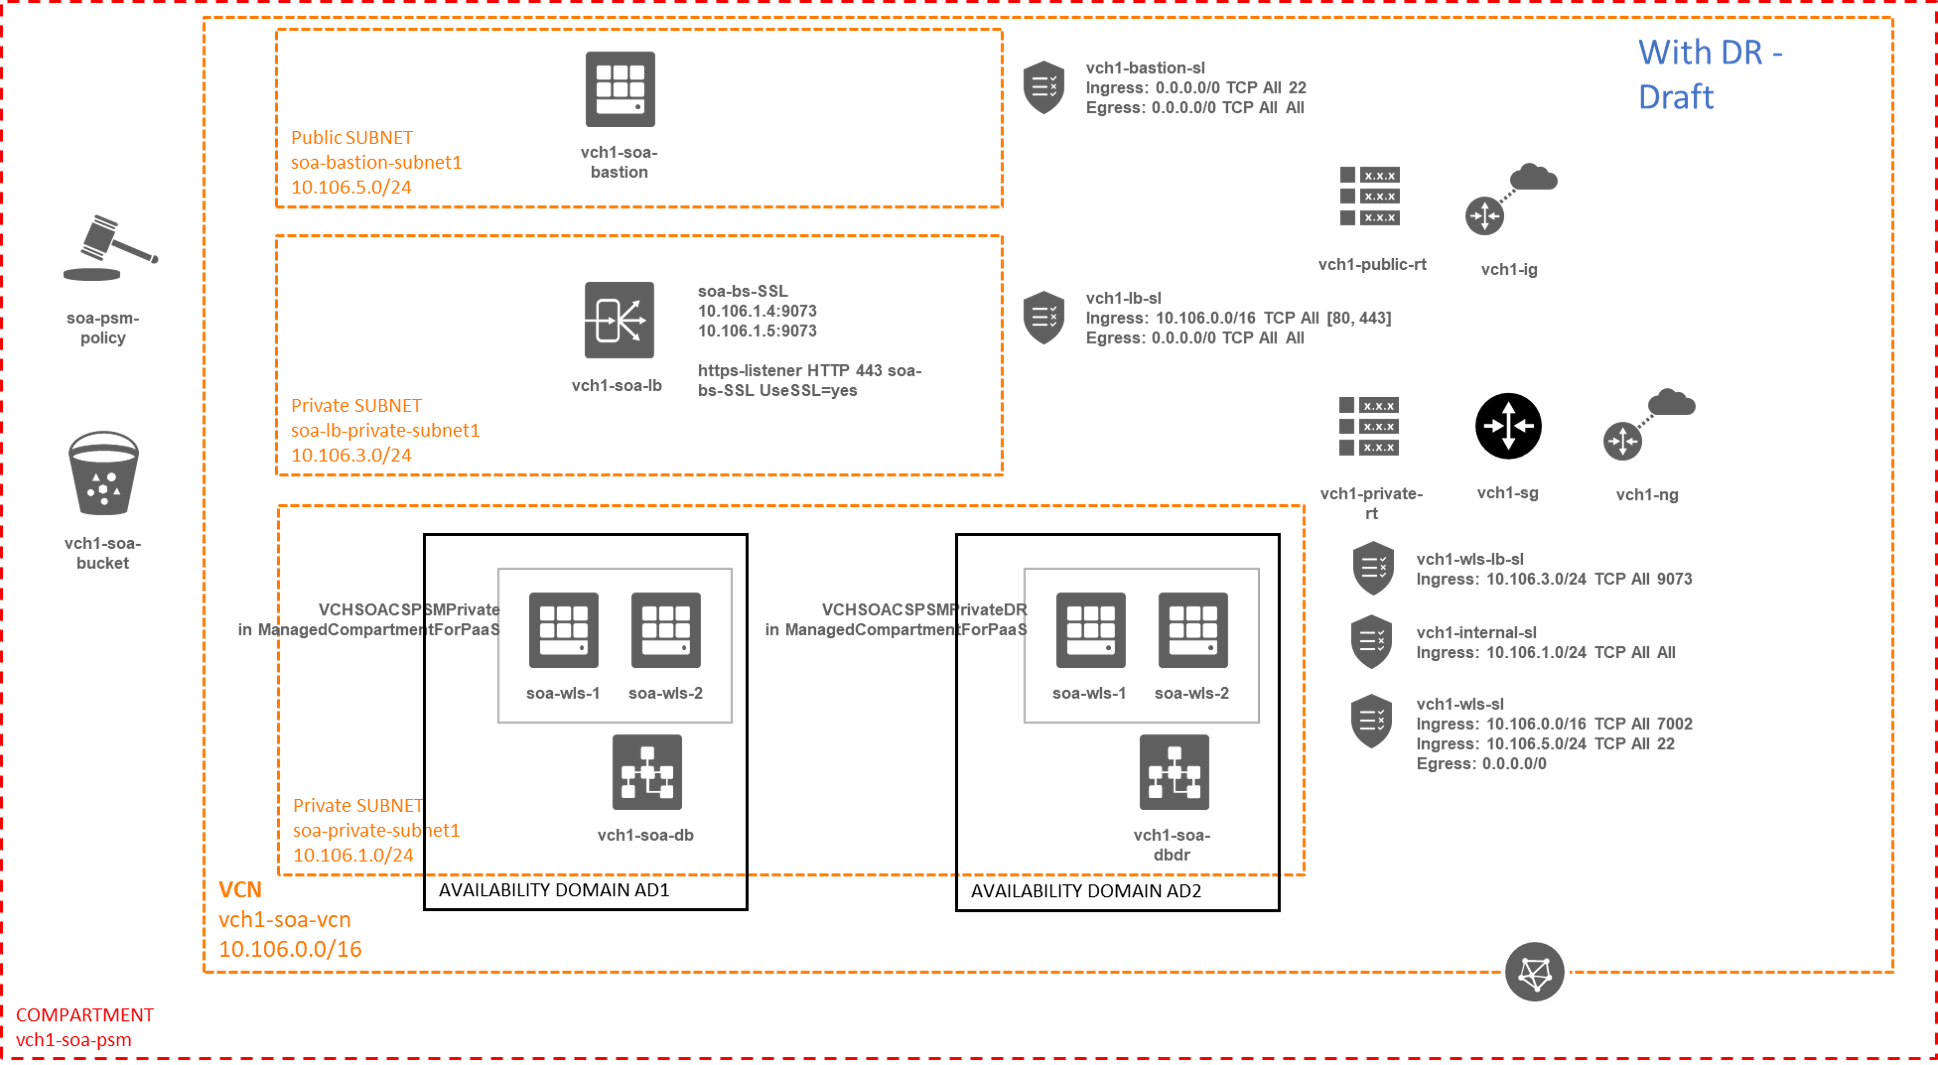 With DR -
Draft
vch1-soa-
bastion
Public SUBNET
soa-bastion-subnet1
10.106.5.0/24
vch1-bastion-sl
Ingress: 0.0.0.0/0 TCP All 22
Egress: 0.0.0.0/0 TCP All All
x.x.x
x.x.x
x.x.x
vch1-public-rt
vch1-ig
soa-psm-
policy
vch1-soa-lb
soa-bs-SSL
10.106.1.4:9073
10.106.1.5:9073
https-listener HTTP 443 soa-
bs-SSL UseSSL=yes
Private SUBNET
soa-lb-private-subnet1
10.106.3.0/24
vch1-lb-sl
Ingress: 10.106.0.0/16 TCP All [80, 443]
Egress: 0.0.0.0/0 TCP All All
x.x.x
x.x.x
x.x.x
vch1-private-
rt
vch1-sg
vch1-ng
vch1-soa-
bucket
VCHSOACSPSMPrivate
in ManagedCompartmentForPaaS
soa-wls-1
soa-wls-2
vch1-soa-db
VCHSOACSPSMPrivateDR
in ManagedCompartmentForPaaS
soa-wls-1
soa-wls-2
vch1-soa-
dbdr
Private SUBNET
soa-private-subnet1
10.106.1.0/24
AVAILABILITY DOMAIN AD1
AVAILABILITY DOMAIN AD2
vch1-wls-lb-sl
Ingress: 10.106.3.0/24 TCP All 9073
vch1-internal-sl
Ingress: 10.106.1.0/24 TCP All All
vch1-wls-sl
Ingress: 10.106.0.0/16 TCP All 7002
Ingress: 10.106.5.0/24 TCP All 22
Egress: 0.0.0.0/0
VCN
vch1-soa-vcn
10.106.0.0/16
COMPARTMENT
vch1-soa-psm